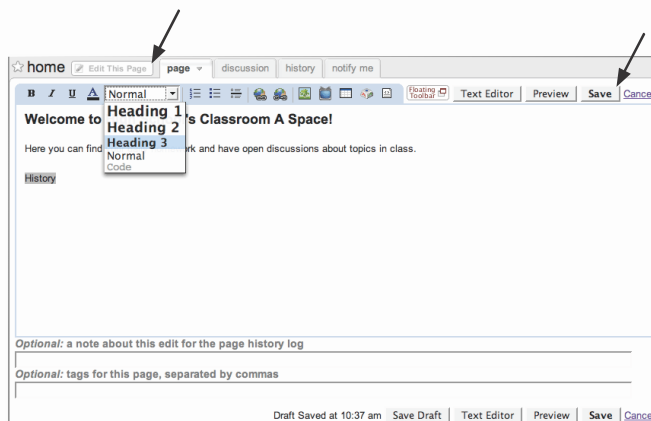 home Edit This Page page discussion history notify me
B I U A Normal Floating Toolbar Text Editor Preview Save Cance
Welcome to 's Classroom A Space!
Heading 1
Heading 2
Heading 3
Normal
Code
Here you can find rk and have open discussions about topics in class.
History
Optional: a note about this edit for the page history log
Optional: tags for this page, separated by commas
Draft Saved at 10:37 am Save Draft Text Editor Preview Save Cance